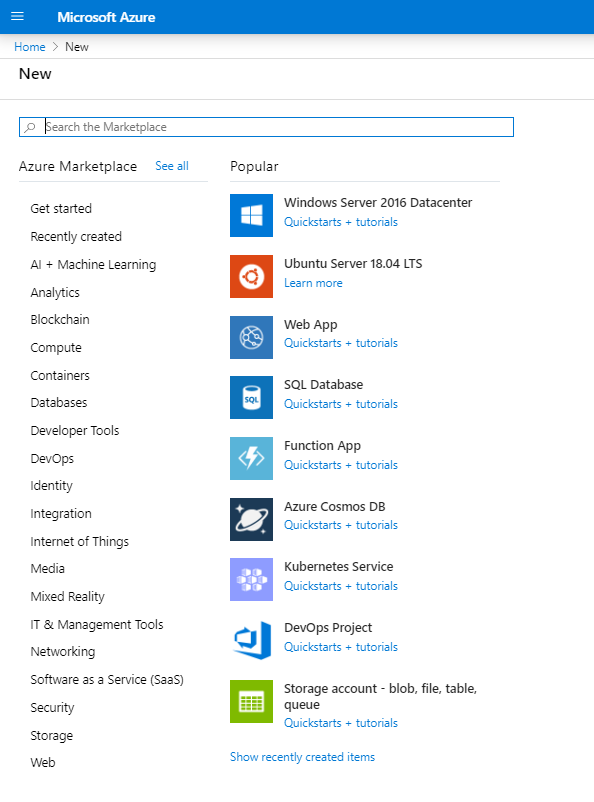 Microsoft Azure
Home > New
New
Search the Marketplace
Azure Marketplace See all
Get started
Recently created
AI + Machine Learning
Analytics
Blockchain
Compute
Containers
Databases
Developer Tools
DevOps
Identity
Integration
Internet of Things
Media
Mixed Reality
IT & Management Tools
Networking
Software as a Service (SaaS)
Security
Storage
Web
Popular
Windows Server 2016 Datacenter
Quickstarts + tutorials
Ubuntu Server 18.04 LTS
Learn more
Web App
Quickstarts + tutorials
SQL
SQL Database
Quickstarts + tutorials
Function App
Quickstarts + tutorials
Azure Cosmos DB
Quickstarts + tutorials
Kubernetes Service
Quickstarts + tutorials
DevOps Project
Quickstarts + tutorials
Storage account - blob, file, table,
queue
Quickstarts + tutorials
Show recently created items